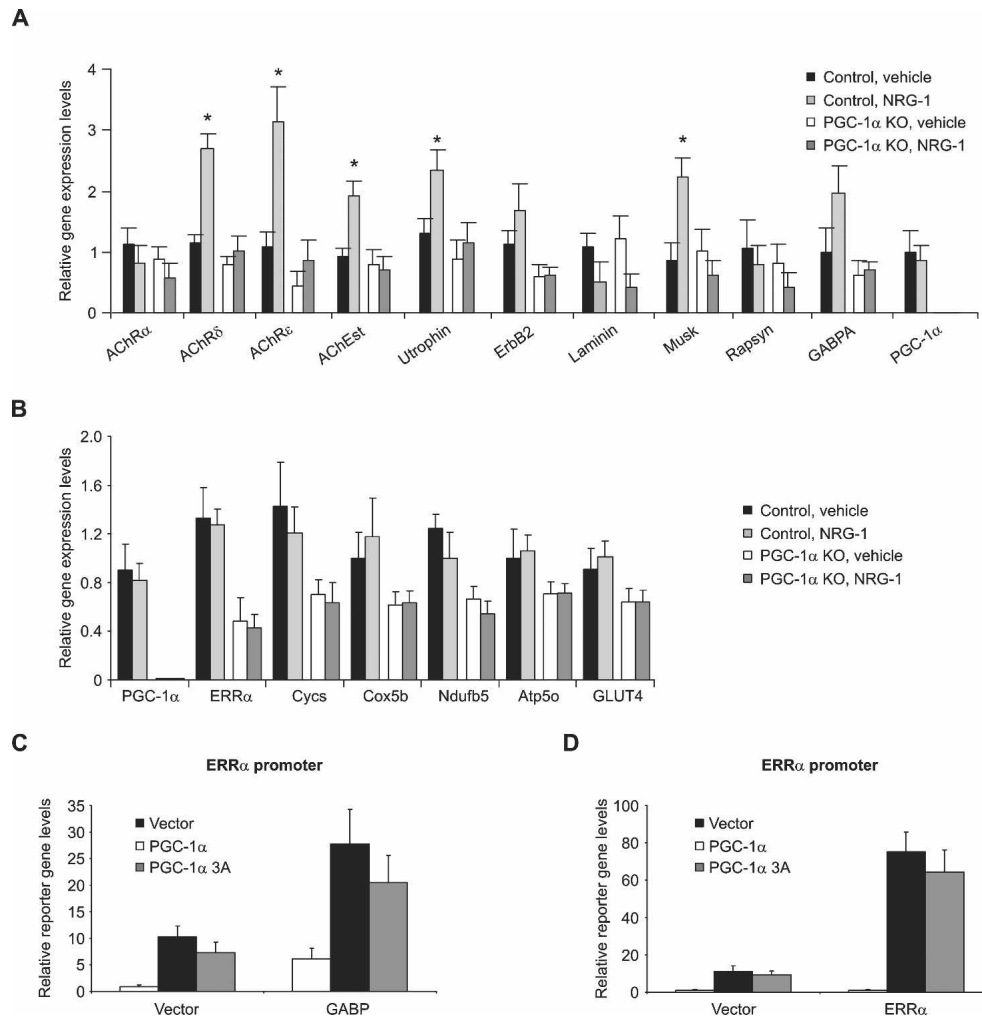 A
Relative gene expression levels
4
3
2
1
0
* * * * *
Control, vehicle
Control, NRG-1
PGC-1α KO, vehicle
PGC-1α KO, NRG-1
AChRα AChRδ AChRε AChEst Utrophin ErbB2 Laminin Musk Rapsyn GABPA PGC-1α
B
Relative gene expression levels
2.0
1.6
1.2
0.8
0.4
0
Control, vehicle
Control, NRG-1
PGC-1α KO, vehicle
PGC-1α KO, NRG-1
PGC-1α ERRα Cycs Cox5b Ndufb5 Atp5o GLUT4
C
ERRα promoter
Relative reporter gene levels
35
30
25
20
15
10
5
0
Vector
PGC-1α
PGC-1α 3A
Vector GABP
D
ERRα promoter
Relative reporter gene levels
100
80
60
40
20
0
Vector
PGC-1α
PGC-1α 3A
Vector ERRα